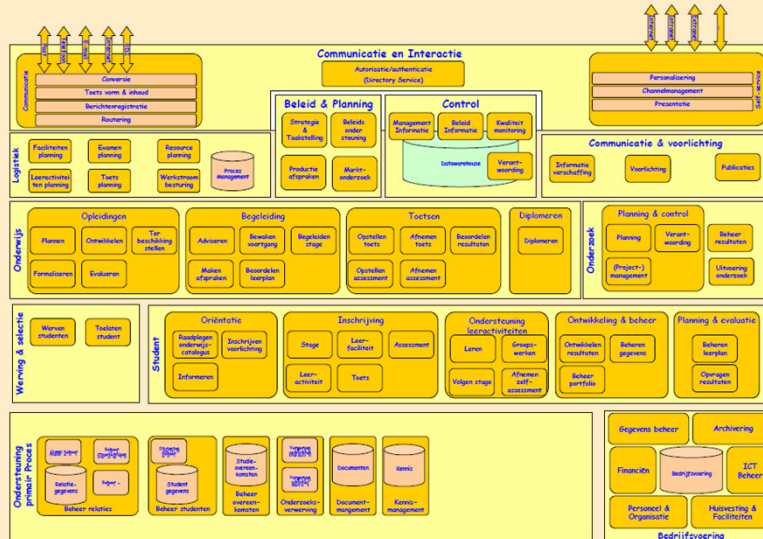 Communicatie en Interactie
Communicatie
Conversie
Toets vorm & inhoud
Berichtenregistratie
Routering
Autorisatie/authenticatie
(Directory Service)
Internet
Extranet
Self-service
Personalisering
Channelmanagement
Presentatie
Logistiek
Faciliteiten
planning
Examen
planning
Resource
planning
Leeractivitei
ten planning
Toets
planning
Werkstroom
besturing
Proces
Management
Beleid & Planning
Strategie
&
Taakstelling
Beleids
onder
steuning
Productie
afspraken
Markt-
onderzoek
Control
Management
Informatie
Beleid
Informatie
Kwaliteit
monitoring
Datawarehouse
Verant-
woording
Communicatie & voorlichting
Informatie
verschaffing
Voorlichting
Publicaties
Onderwijs
Opleidingen
Plannen
Ontwikkelen
Ter
beschikking
stellen
Formaliseren
Evalueren
Begeleiding
Adviseren
Bewaken
voortgang
Begeleiden
stage
Maken
afspraken
Beoordelen
leerplan
Toetsen
Opstellen
toets
Afnemen
toets
Beoordelen
resultaten
Opstellen
assessment
Afnemen
assessment
Diplomeren
Diplomeren
Onderzoek
Planning & control
Planning
Verant-
woording
(Project-)
management
Beheer
resultaten
Uitvoering
onderzoek
Werving & selectie
Werven
studenten
Toelaten
student
Student
Oriëntatie
Raadplegen
onderwijs-
catalogus
Inschrijven
voorlichting
Informeren
Inschrijving
Stage
Leer-
faciliteit
Assessment
Leer-
activiteit
Toets
Ondersteuning
leeractiviteiten
Leren
Groeps-
werken
Volgen stage
Afnemen
zelf-
assessment
Ontwikkeling & beheer
Ontwikkelen
resultaten
Beheren
gegevens
Beheer
portfolio
Planning & evaluatie
Beheren
leerplan
Opvragen
resultaten
Ondersteuning
primair Proces
Relatie-
gegevens
Beheer relaties
Student
gegevens
Beheer studenten
Studie-
overeen-
komsten
Beheer
overeen-
komsten
Onderzoeks-
verwerving
Documenten
Document-
mangement
Kennis
Kennis-
management
Gegevens beheer
Archivering
Financiën
Bedrijfsvoering
ICT
Beheer
Personeel &
Organisatie
Huisvesting &
Faciliteiten
Bedrijfsvoering